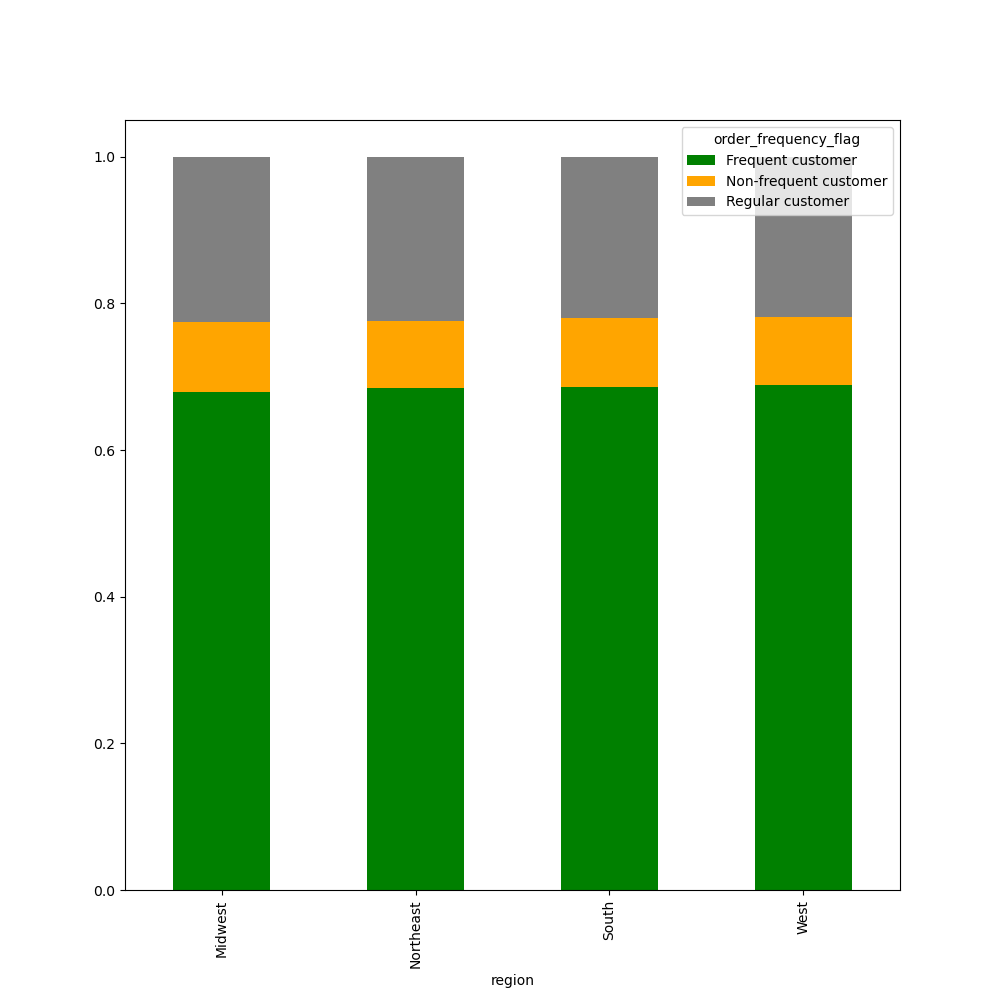 order_frequency_flag
Frequent customer
Non-frequent customer
Regular customer
1.0
0.8
0.6
0.4
0.2
0.0
Midwest
Northeast
South
West
region